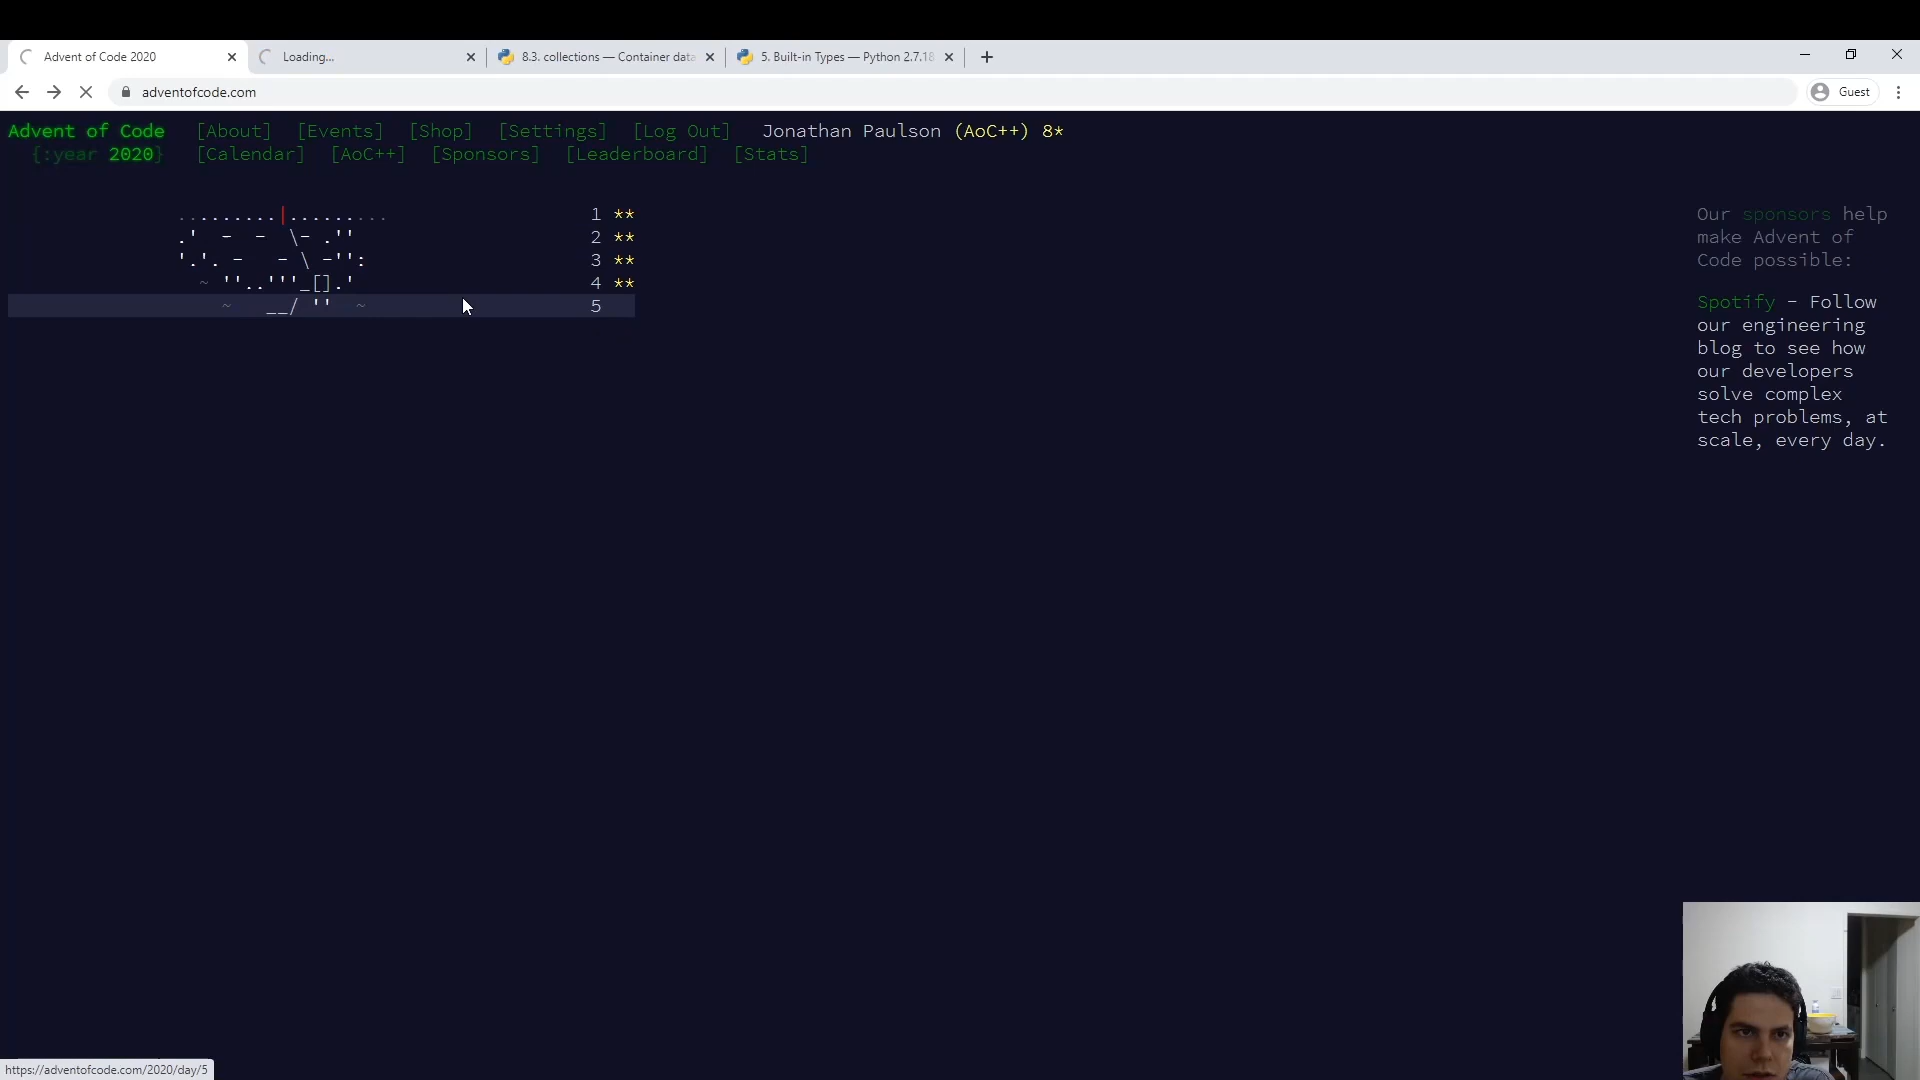 Advent of Code 2020
Loading...
8.3. collections — Container data
5. Built-in Types — Python 2.7.18
adventofcode.com
Guest
Advent of Code [About] [Events] [Shop] [Settings] [Log Out] Jonathan Paulson (AoC++) 8*
{:year 2020} [Calendar] [AoC++] [Sponsors] [Leaderboard] [Stats]
.........|......... 1 **
.' - - \- .'' 2 **
'.'. - - \ -'': 3 **
~ ''..'''_[].' 4 **
~ __/ '' ~ 5
Our sponsors help
make Advent of
Code possible:
Spotify - Follow
our engineering
blog to see how
our developers
solve complex
tech problems, at
scale, every day.
https://adventofcode.com/2020/day/5